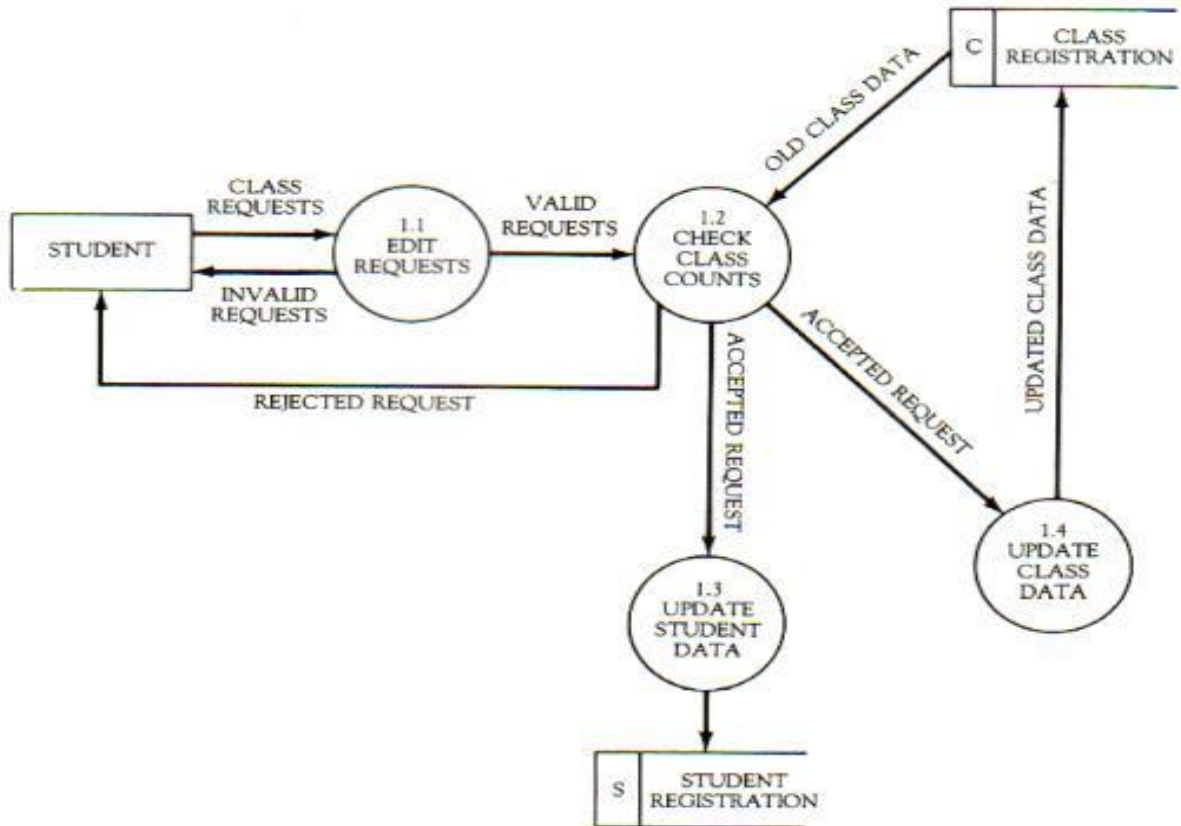 C
CLASS
REGISTRATION
OLD CLASS DATA
CLASS
REQUESTS
VALID
REQUESTS
STUDENT
1.1
EDIT
REQUESTS
1.2
CHECK
CLASS
COUNTS
INVALID
REQUESTS
UPDATED CLASS DATA
REJECTED REQUEST
ACCEPTED REQUEST
ACCEPTED REQUEST
1.4
UPDATE
CLASS
DATA
1.3
UPDATE
STUDENT
DATA
S
STUDENT
REGISTRATION